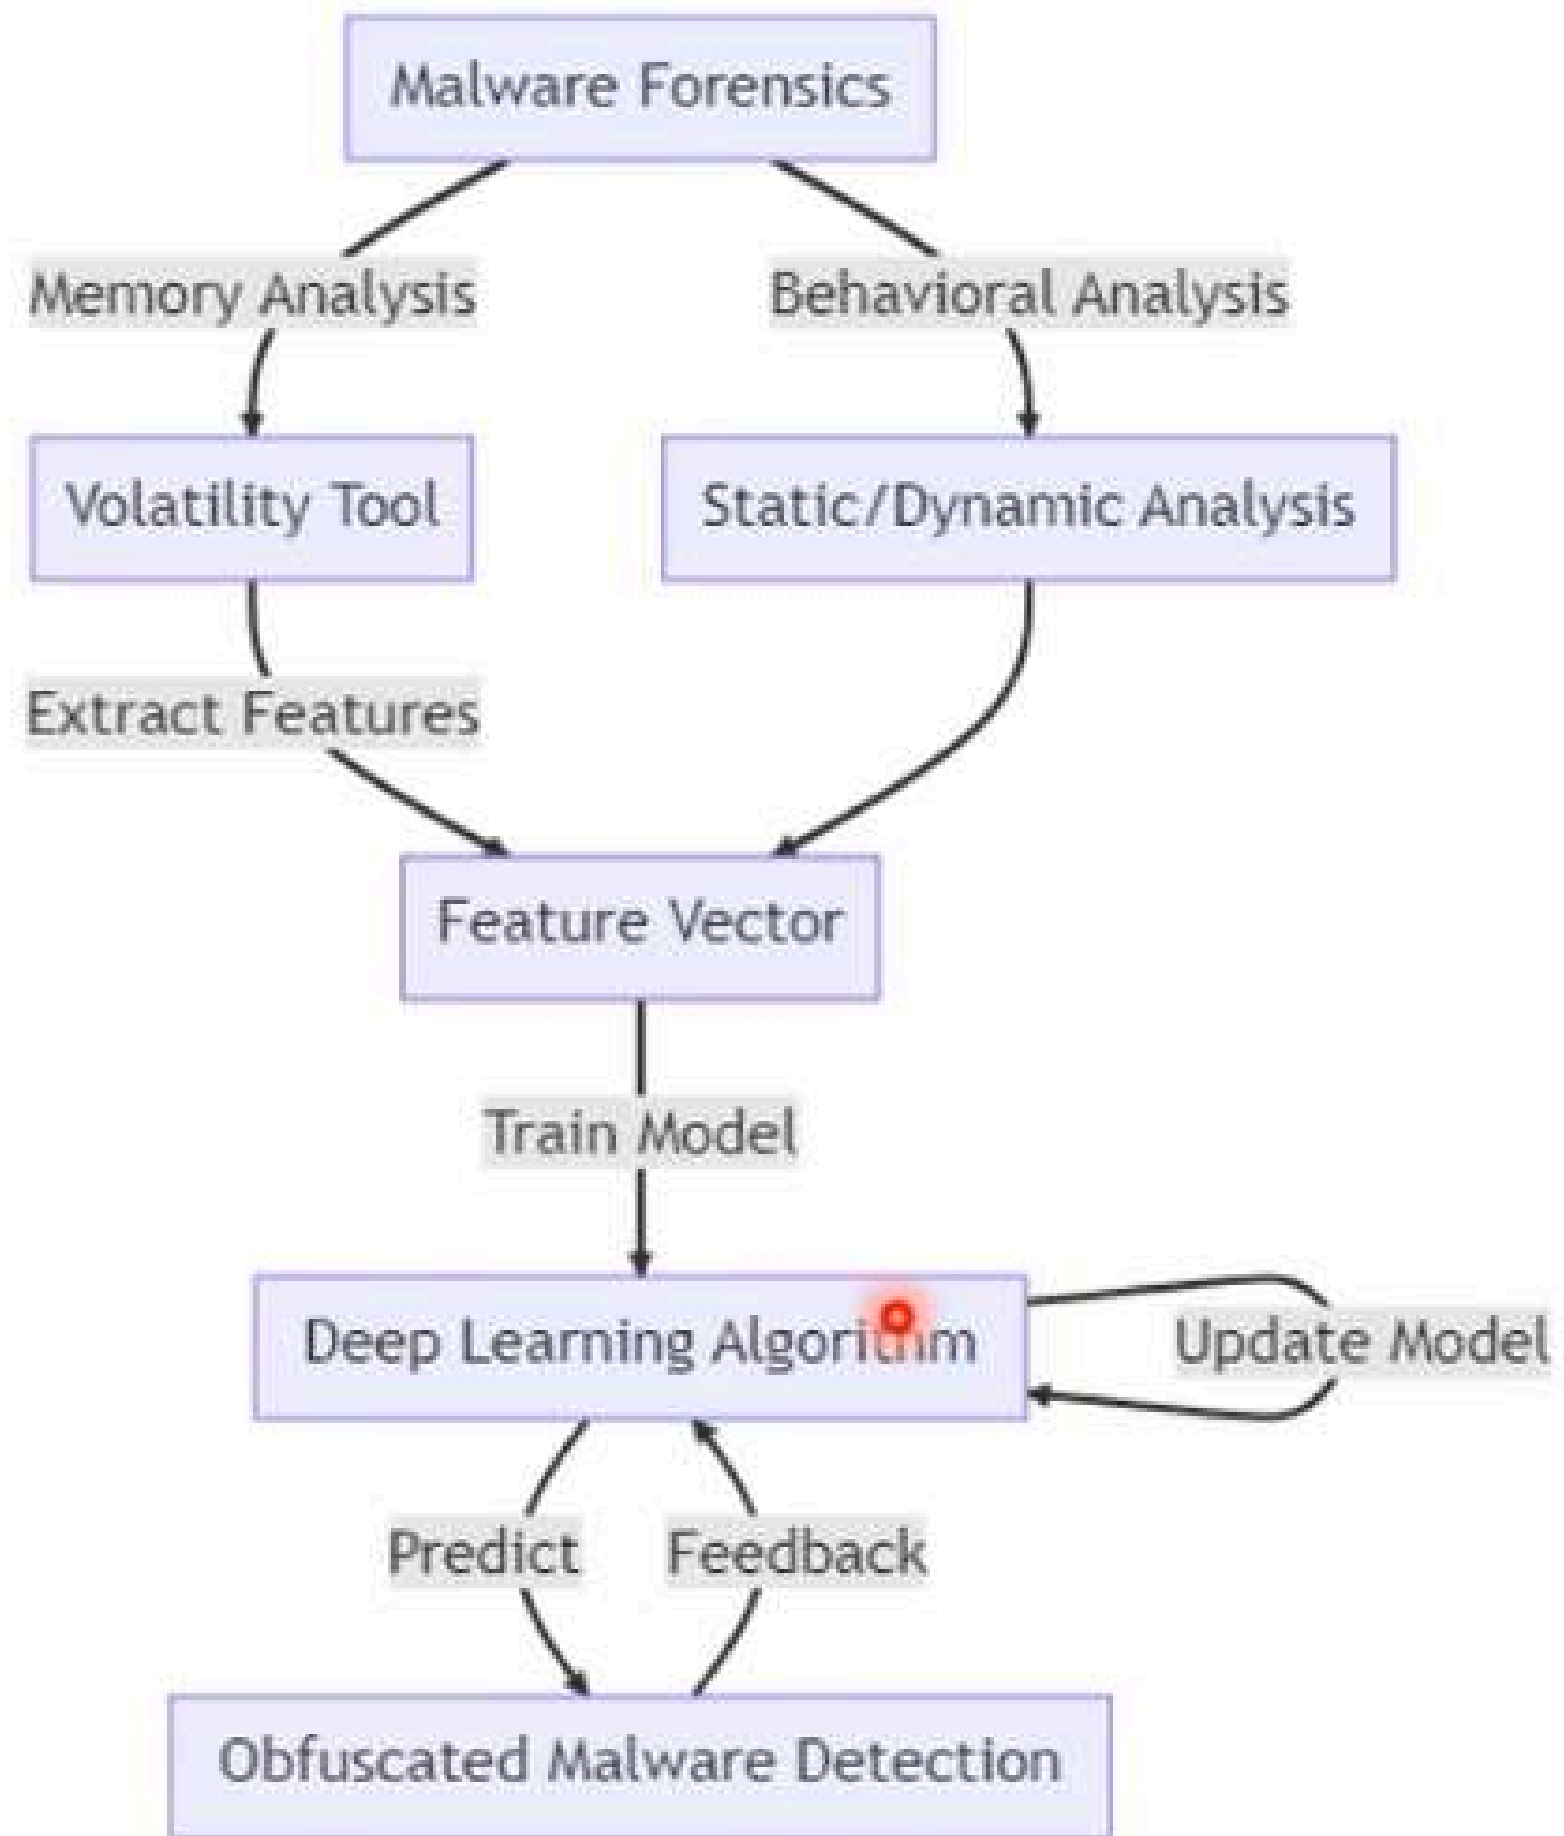 Malware Forensics
Memory Analysis
Behavioral Analysis
Volatility Tool
Static/Dynamic Analysis
Extract Features
Feature Vector
Train Model
Deep Learning Algorithm
Update Model
Predict
Feedback
Obfuscated Malware Detection